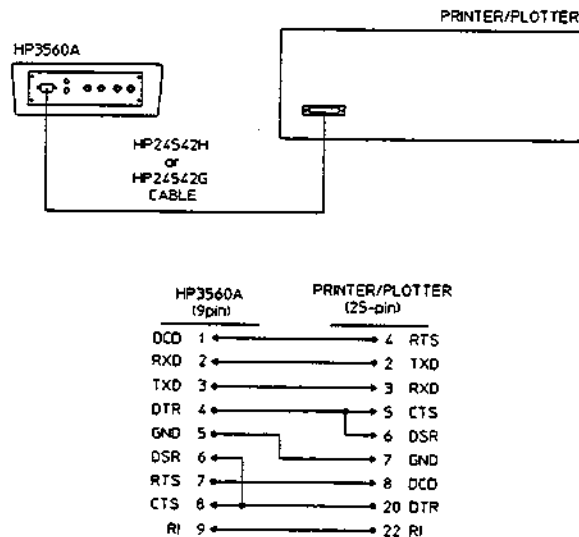 PRINTER/PLOTTER
HP3560A
HP24542H
or
HP24542G
CABLE
HP3560A PRINTER/PLOTTER
(9pin) (25-pin)
DCD 1 4 RTS
RXD 2 2 TXD
TXD 3 3 RXD
DTR 4 5 CTS
6 DSR
GND 5 7 GND
DSR 6
RTS 7 8 DCD
CTS 8 20 DTR
RI 9 22 RI